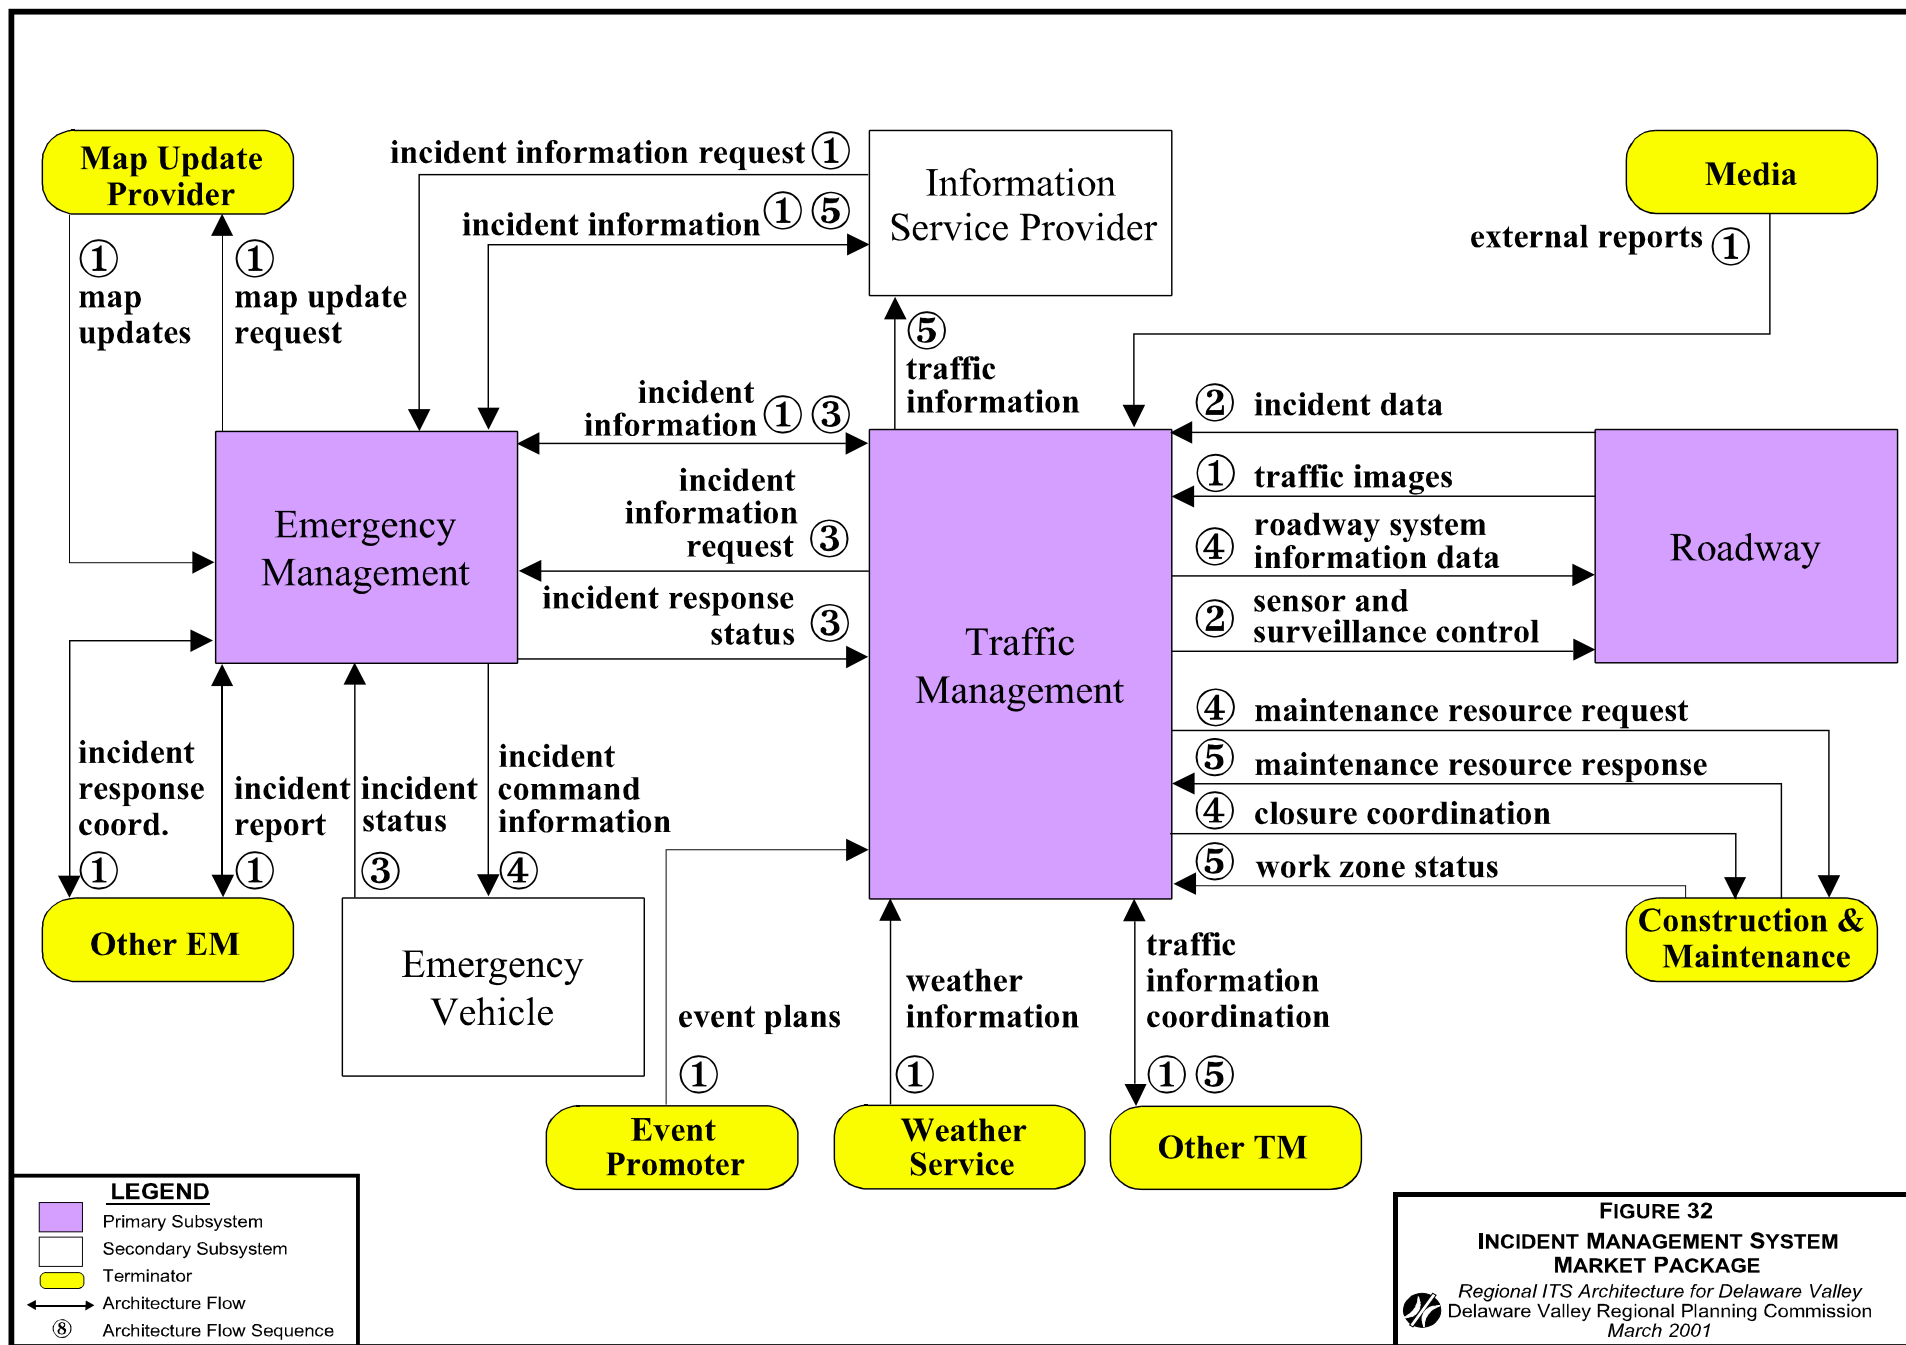 Map Update
Provider
incident information request ①
Information
Service Provider
Media
incident information ① ⑤
external reports ①
①
map
updates
①
map update
request
⑤
traffic
information
incident
information ① ③
② incident data
incident
information
request ③
① traffic images
Emergency
Management
④ roadway system
information data
Roadway
incident response
status ③
② sensor and
surveillance control
Traffic
Management
④ maintenance resource request
⑤ maintenance resource response
④ closure coordination
⑤ work zone status
incident
response
coord.
①
incident
report
①
incident
status
③
incident
command
information
④
Other EM
Emergency
Vehicle
Construction &
Maintenance
event plans
①
weather
information
①
traffic
information
coordination
① ⑤
Event
Promoter
Weather
Service
Other TM
LEGEND
Primary Subsystem
Secondary Subsystem
Terminator
Architecture Flow
⑧ Architecture Flow Sequence
FIGURE 32
INCIDENT MANAGEMENT SYSTEM
MARKET PACKAGE
Regional ITS Architecture for Delaware Valley
Delaware Valley Regional Planning Commission
March 2001